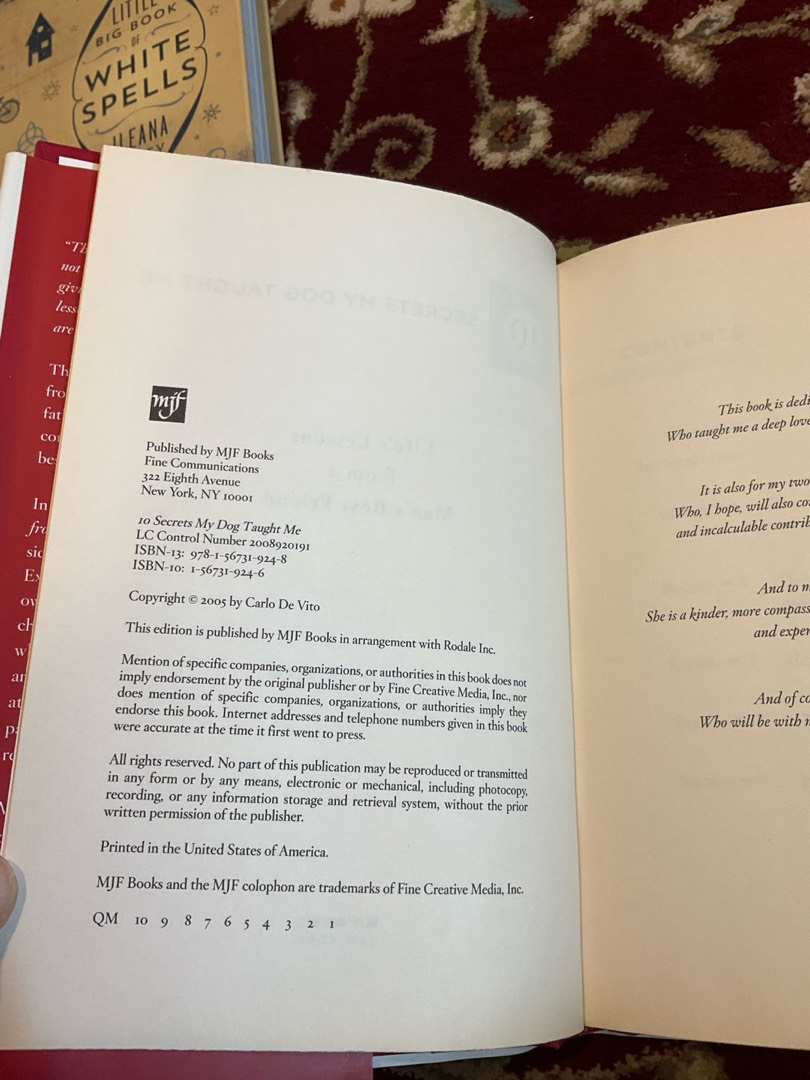 LITTLE
BIG BOOK
OF
WHITE
SPELLS
ILEANA
not
less
are
fro
fat
be
In
mjf
Published by MJF Books
Fine Communications
322 Eighth Avenue
New York, NY 10001
10 Secrets My Dog Taught Me
LC Control Number 2008920191
ISBN-13: 978-1-56731-924-8
ISBN-10: 1-56731-924-6
Copyright © 2005 by Carlo De Vito
This edition is published by MJF Books in arrangement with Rodale Inc.
Mention of specific companies, organizations, or authorities in this book does not
imply endorsement by the original publisher or by Fine Creative Media, Inc., nor
does mention of specific companies, organizations, or authorities imply they
endorse this book. Internet addresses and telephone numbers given in this book
were accurate at the time it first went to press.
All rights reserved. No part of this publication may be reproduced or transmitted
in any form or by any means, electronic or mechanical, including photocopy,
recording, or any information storage and retrieval system, without the prior
written permission of the publisher.
Printed in the United States of America.
MJF Books and the MJF colophon are trademarks of Fine Creative Media, Inc.
QM 10 9 8 7 6 5 4 3 2 1
This book is dedi
Who taught me a deep love
It is also for my two
Who, I hope, will also co
and incalculable contrib
And to m
She is a kinder, more compass
and exper
And of co
Who will be with m